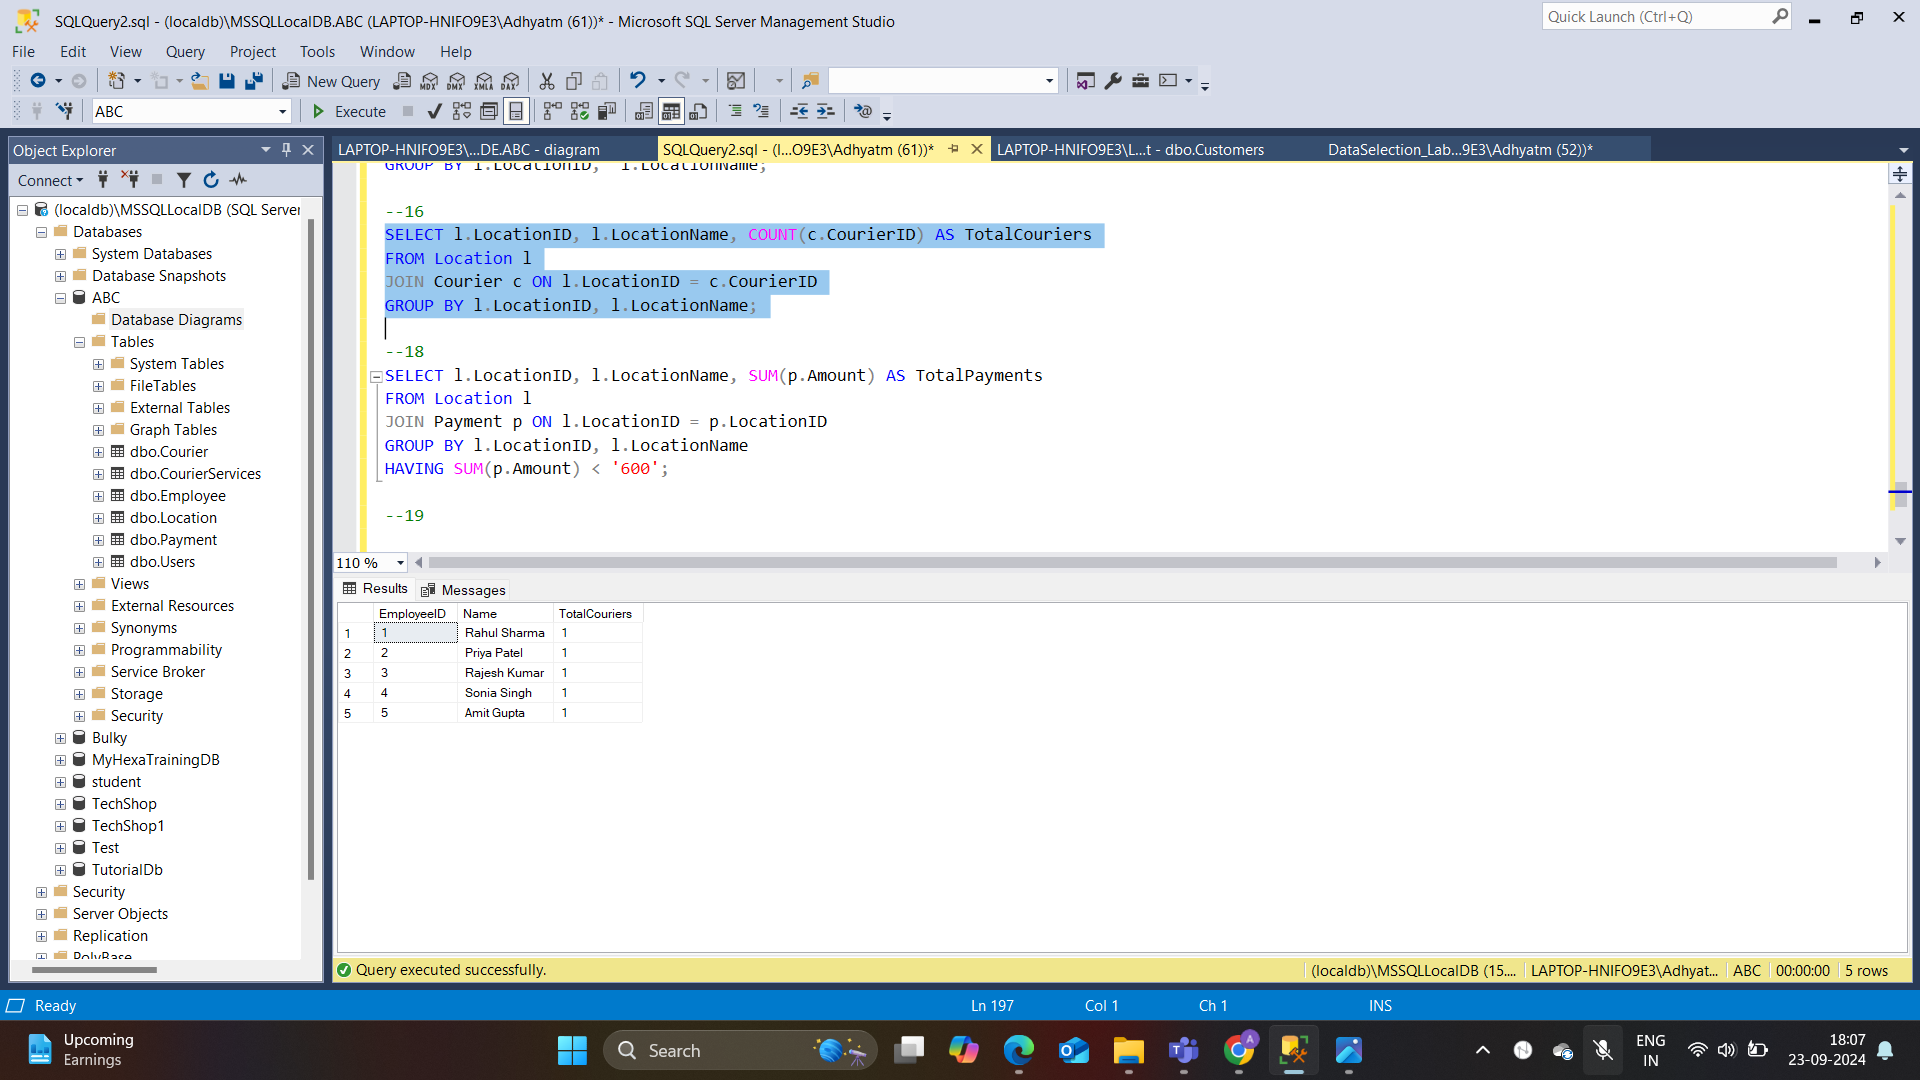 SQLQuery2.sql - (localdb)\MSSQLLocalDB.ABC (LAPTOP-HNIFO9E3\Adhyatm (61))* - Microsoft SQL Server Management Studio
Quick Launch (Ctrl+Q)
File Edit View Query Project Tools Window Help
New Query
MDX DMX XMLA DAX
ABC
Execute
Object Explorer
LAPTOP-HNIFO9E3\...DE.ABC - diagram
SQLQuery2.sql - (l...O9E3\Adhyatm (61))*
LAPTOP-HNIFO9E3\L...t - dbo.Customers
DataSelection_Lab...9E3\Adhyatm (52))*
Connect
(localdb)\MSSQLLocalDB (SQL Server
Databases
System Databases
Database Snapshots
ABC
Database Diagrams
Tables
System Tables
FileTables
External Tables
Graph Tables
dbo.Courier
dbo.CourierServices
dbo.Employee
dbo.Location
dbo.Payment
dbo.Users
Views
External Resources
Synonyms
Programmability
Service Broker
Storage
Security
Bulky
MyHexaTrainingDB
student
TechShop
TechShop1
Test
TutorialDb
Security
Server Objects
Replication
PolyBase
GROUP BY l.LocationID, l.LocationName;
--16
SELECT l.LocationID, l.LocationName, COUNT(c.CourierID) AS TotalCouriers
FROM Location l
JOIN Courier c ON l.LocationID = c.CourierID
GROUP BY l.LocationID, l.LocationName;
--18
SELECT l.LocationID, l.LocationName, SUM(p.Amount) AS TotalPayments
FROM Location l
JOIN Payment p ON l.LocationID = p.LocationID
GROUP BY l.LocationID, l.LocationName
HAVING SUM(p.Amount) < '600';
--19
110 %
Results Messages
EmployeeID Name TotalCouriers
1 1 Rahul Sharma 1
2 2 Priya Patel 1
3 3 Rajesh Kumar 1
4 4 Sonia Singh 1
5 5 Amit Gupta 1
Query executed successfully.
(localdb)\MSSQLLocalDB (15.... LAPTOP-HNIFO9E3\Adhyat... ABC 00:00:00 5 rows
Ready
Ln 197 Col 1 Ch 1 INS
Upcoming
Earnings
Search
A
ENG
IN
18:07
23-09-2024